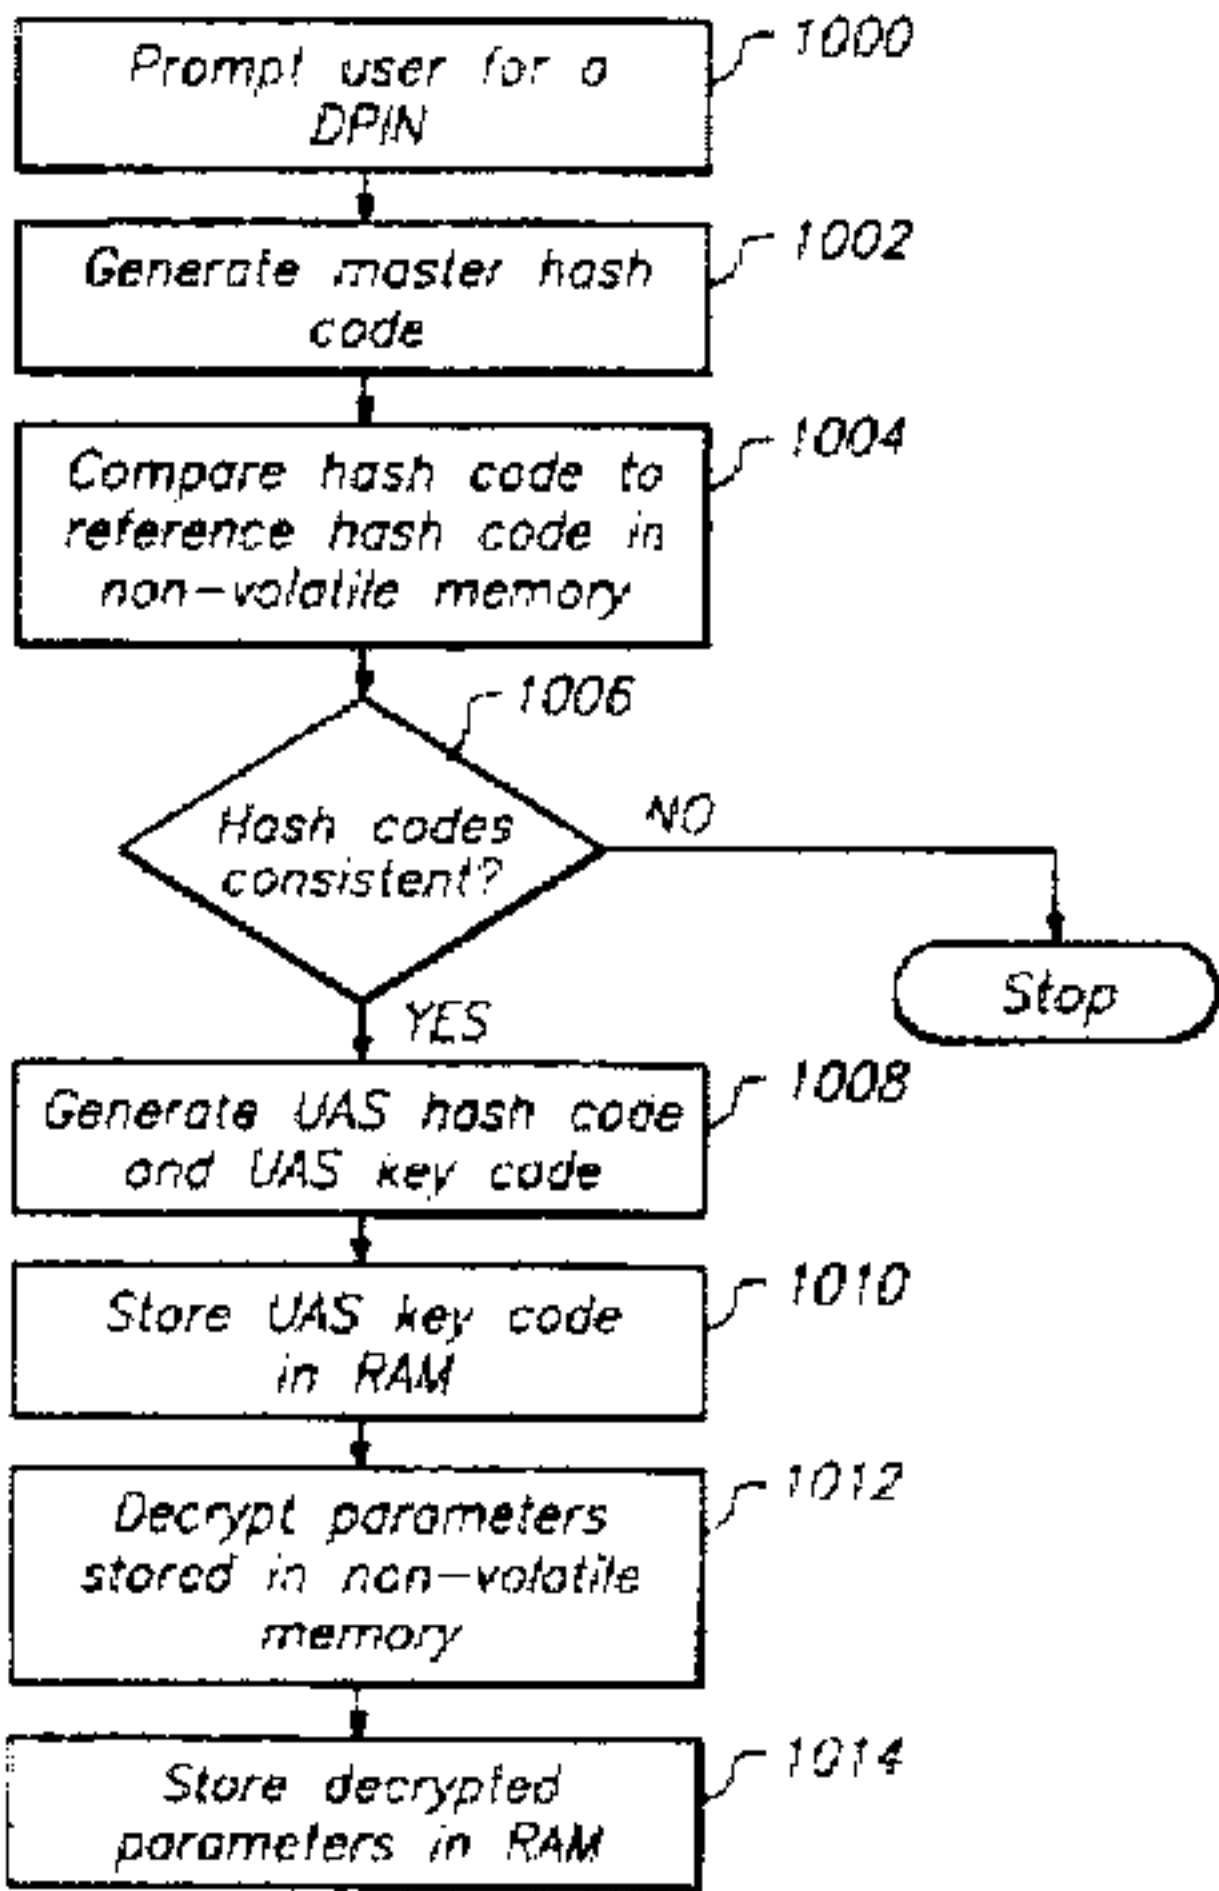 Prompt user for a
DPIN
1000
Generate master hash
code
1002
Compare hash code to
reference hash code in
non-volatile memory
1004
1006
Hash codes
consistent?
NO
Stop
YES
Generate UAS hash code
and UAS key code
1008
Store UAS key code
in RAM
1010
Decrypt parameters
stored in non-volatile
memory
1012
Store decrypted
parameters in RAM
1014